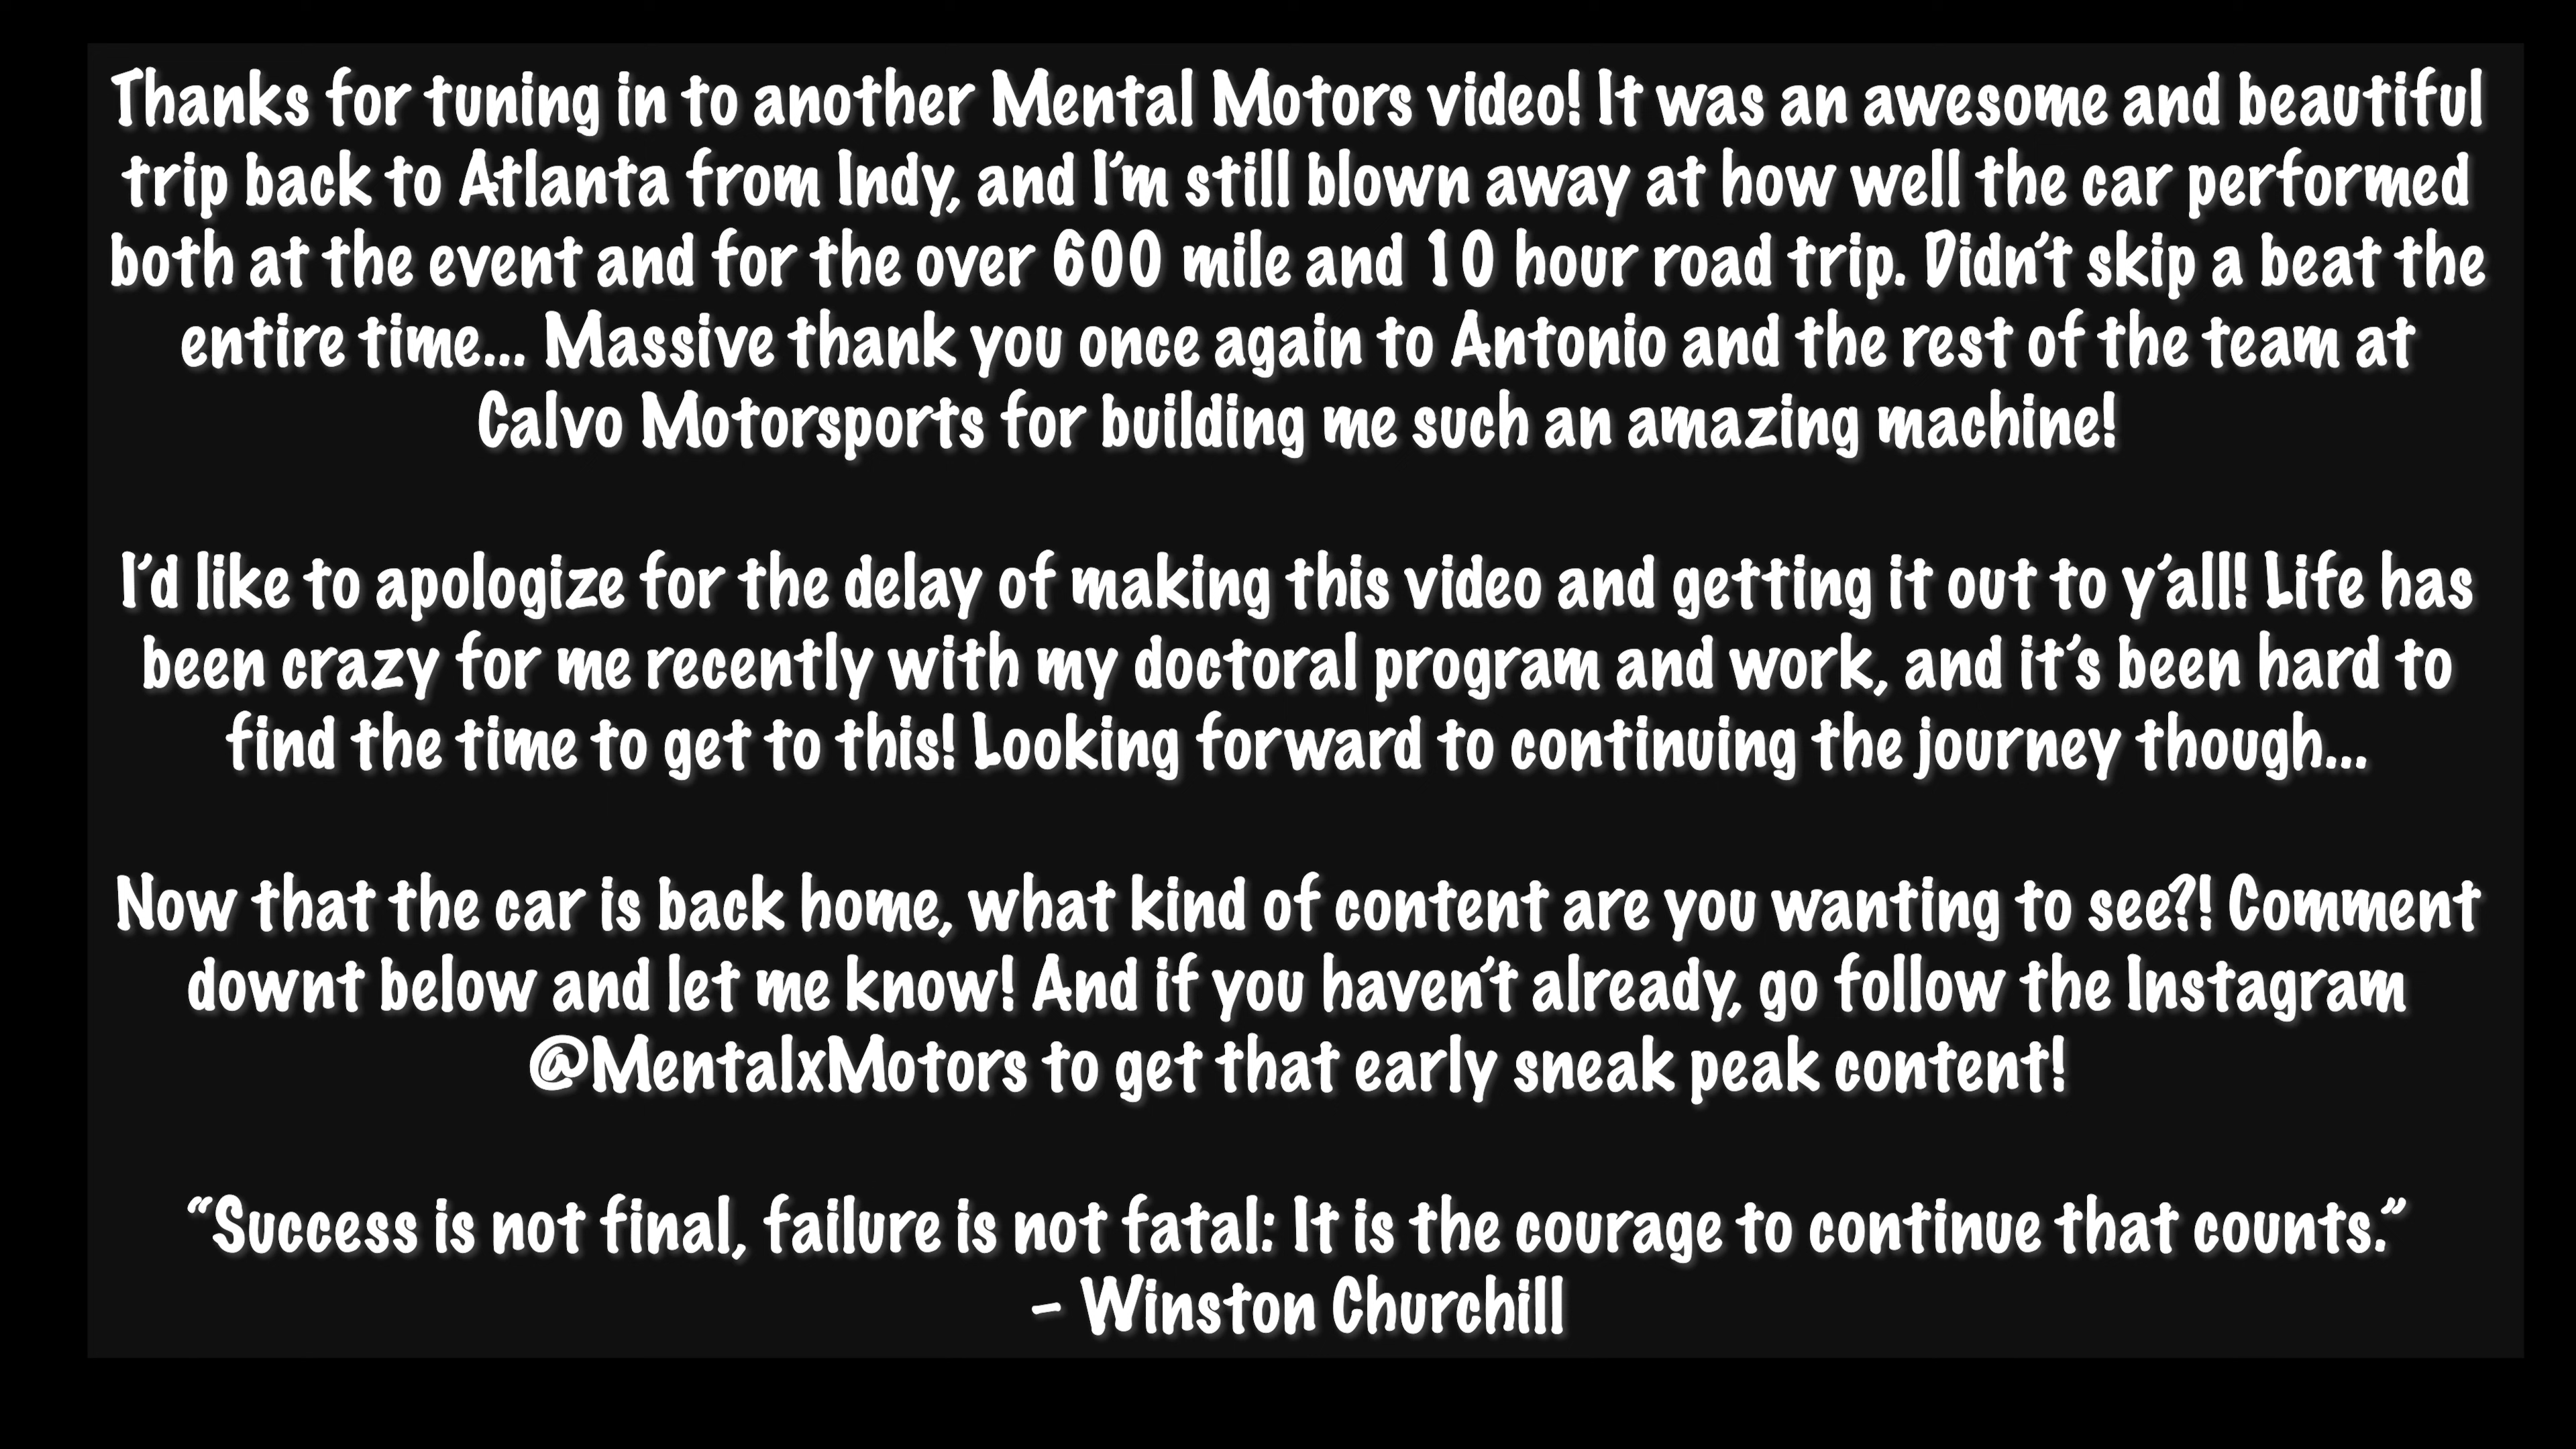 Thanks for tuning in to another Mental Motors video! It was an awesome and beautiful
trip back to Atlanta from Indy, and I'm still blown away at how well the car performed
both at the event and for the over 600 mile and 10 hour road trip. Didn't skip a beat the
entire time... Massive thank you once again to Antonio and the rest of the team at
Calvo Motorsports for building me such an amazing machine!
I'd like to apologize for the delay of making this video and getting it out to y'all! Life has
been crazy for me recently with my doctoral program and work, and it's been hard to
find the time to get to this! Looking forward to continuing the journey though...
Now that the car is back home, what kind of content are you wanting to see?! Comment
downt below and let me know! And if you haven't already, go follow the Instagram
@MentalxMotors to get that early sneak peak content!
“Success is not final, failure is not fatal: It is the courage to continue that counts.”
– Winston Churchill